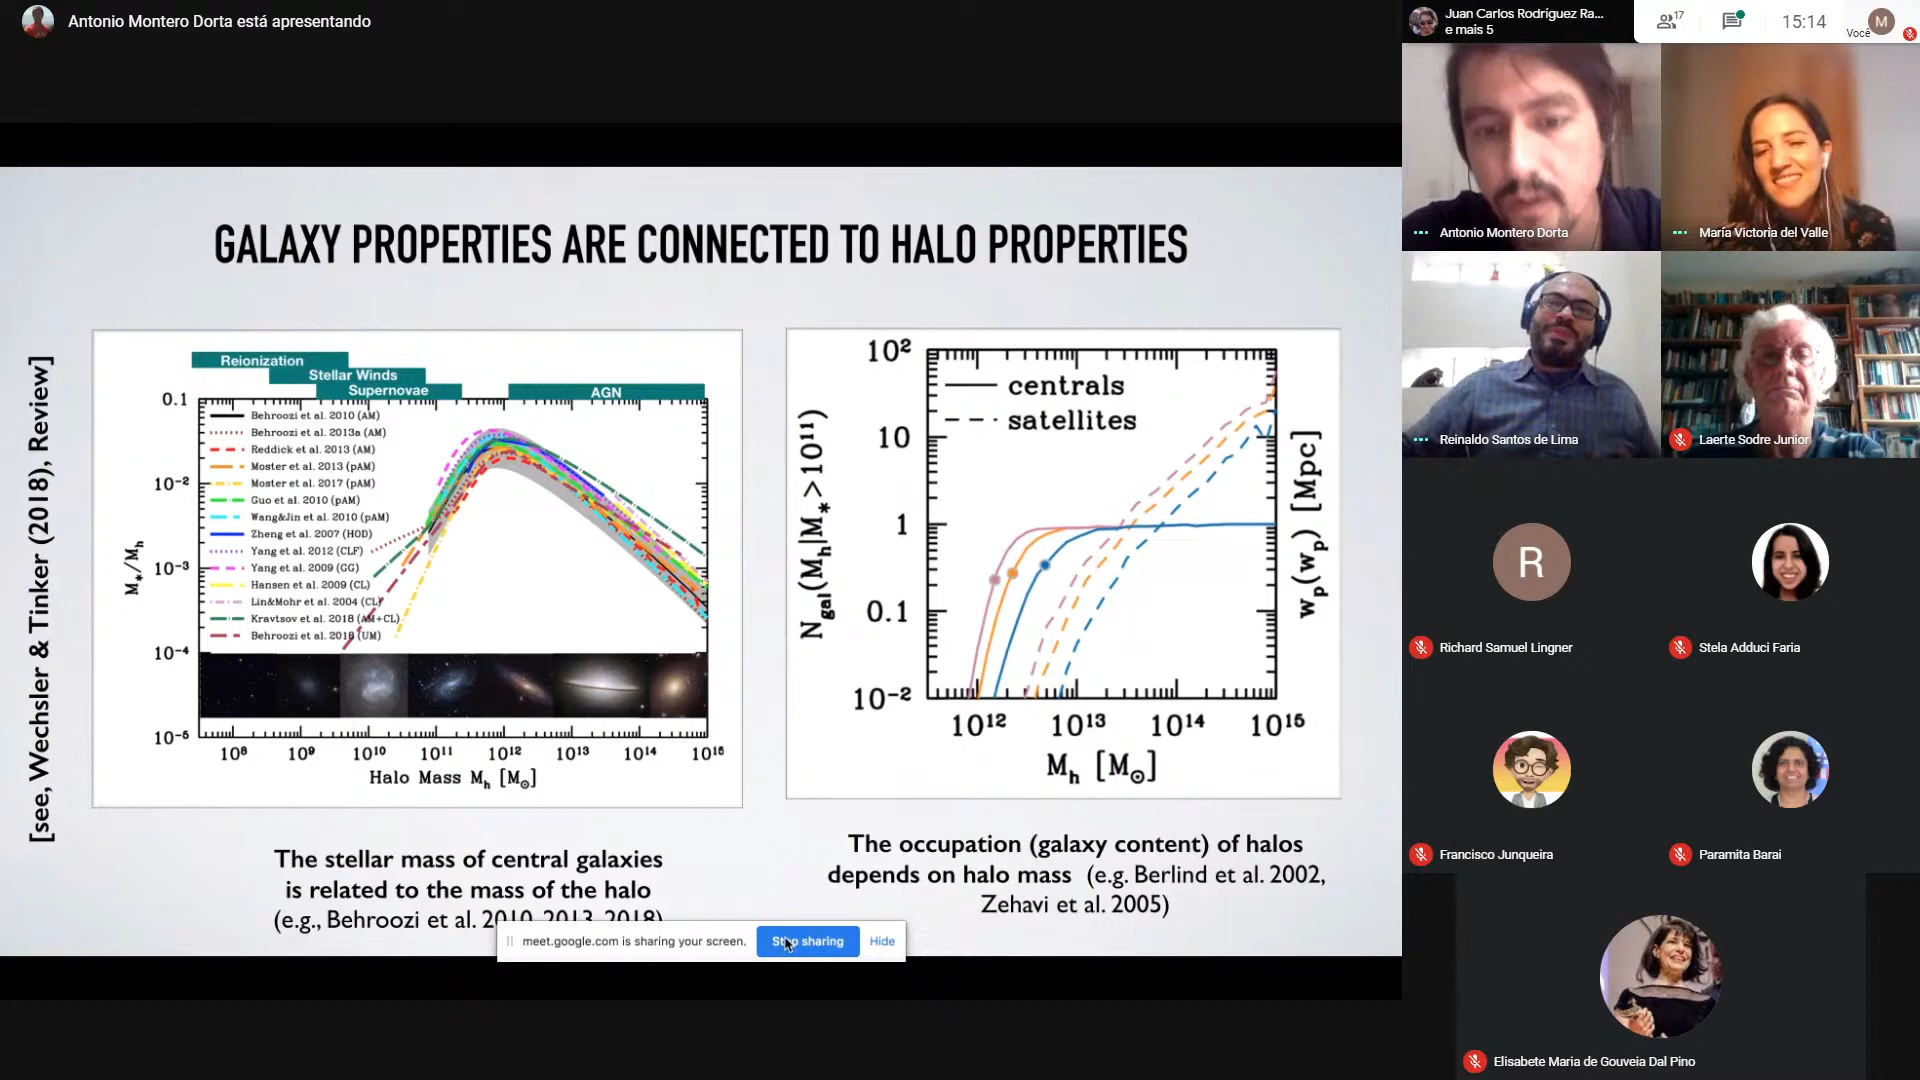 Antonio Montero Dorta está apresentando
Juan Carlos Rodríguez Ra...
e mais 5
17
15:14
Você
M
GALAXY PROPERTIES ARE CONNECTED TO HALO PROPERTIES
[see, Wechsler & Tinker (2018), Review]
Reionization
Stellar Winds
Supernovae
AGN
0.1
10⁻²
10⁻³
10⁻⁴
10⁻⁵
M*/Mh
Behroozi et al. 2010 (AM)
Behroozi et al. 2013a (AM)
Reddick et al. 2013 (AM)
Moster et al. 2013 (pAM)
Moster et al. 2017 (pAM)
Guo et al. 2010 (pAM)
Wang&Jin et al. 2010 (pAM)
Zheng et al. 2007 (HOD)
Yang et al. 2012 (CLF)
Yang et al. 2009 (GG)
Hansen et al. 2009 (CL)
Lin&Mohr et al. 2004 (CL)
Kravtsov et al. 2018 (AM+CL)
Behroozi et al. 2018 (UM)
10⁸ 10⁹ 10¹⁰ 10¹¹ 10¹² 10¹³ 10¹⁴ 10¹⁵
Halo Mass Mh [M⊙]
The stellar mass of central galaxies
is related to the mass of the halo
(e.g., Behroozi et al. 2010, 2013, 2018)
10²
10
1
0.1
10⁻²
Ngal(Mh|M*>10¹¹)
centrals
satellites
wp(wp) [Mpc]
10¹² 10¹³ 10¹⁴ 10¹⁵
Mh [M⊙]
The occupation (galaxy content) of halos
depends on halo mass (e.g. Berlind et al. 2002,
Zehavi et al. 2005)
meet.google.com is sharing your screen.
Stop sharing
Hide
Antonio Montero Dorta
María Victoria del Valle
Reinaldo Santos de Lima
Laerte Sodre Junior
R
Richard Samuel Lingner
Stela Adduci Faria
Francisco Junqueira
Paramita Barai
Elisabete Maria de Gouveia Dal Pino